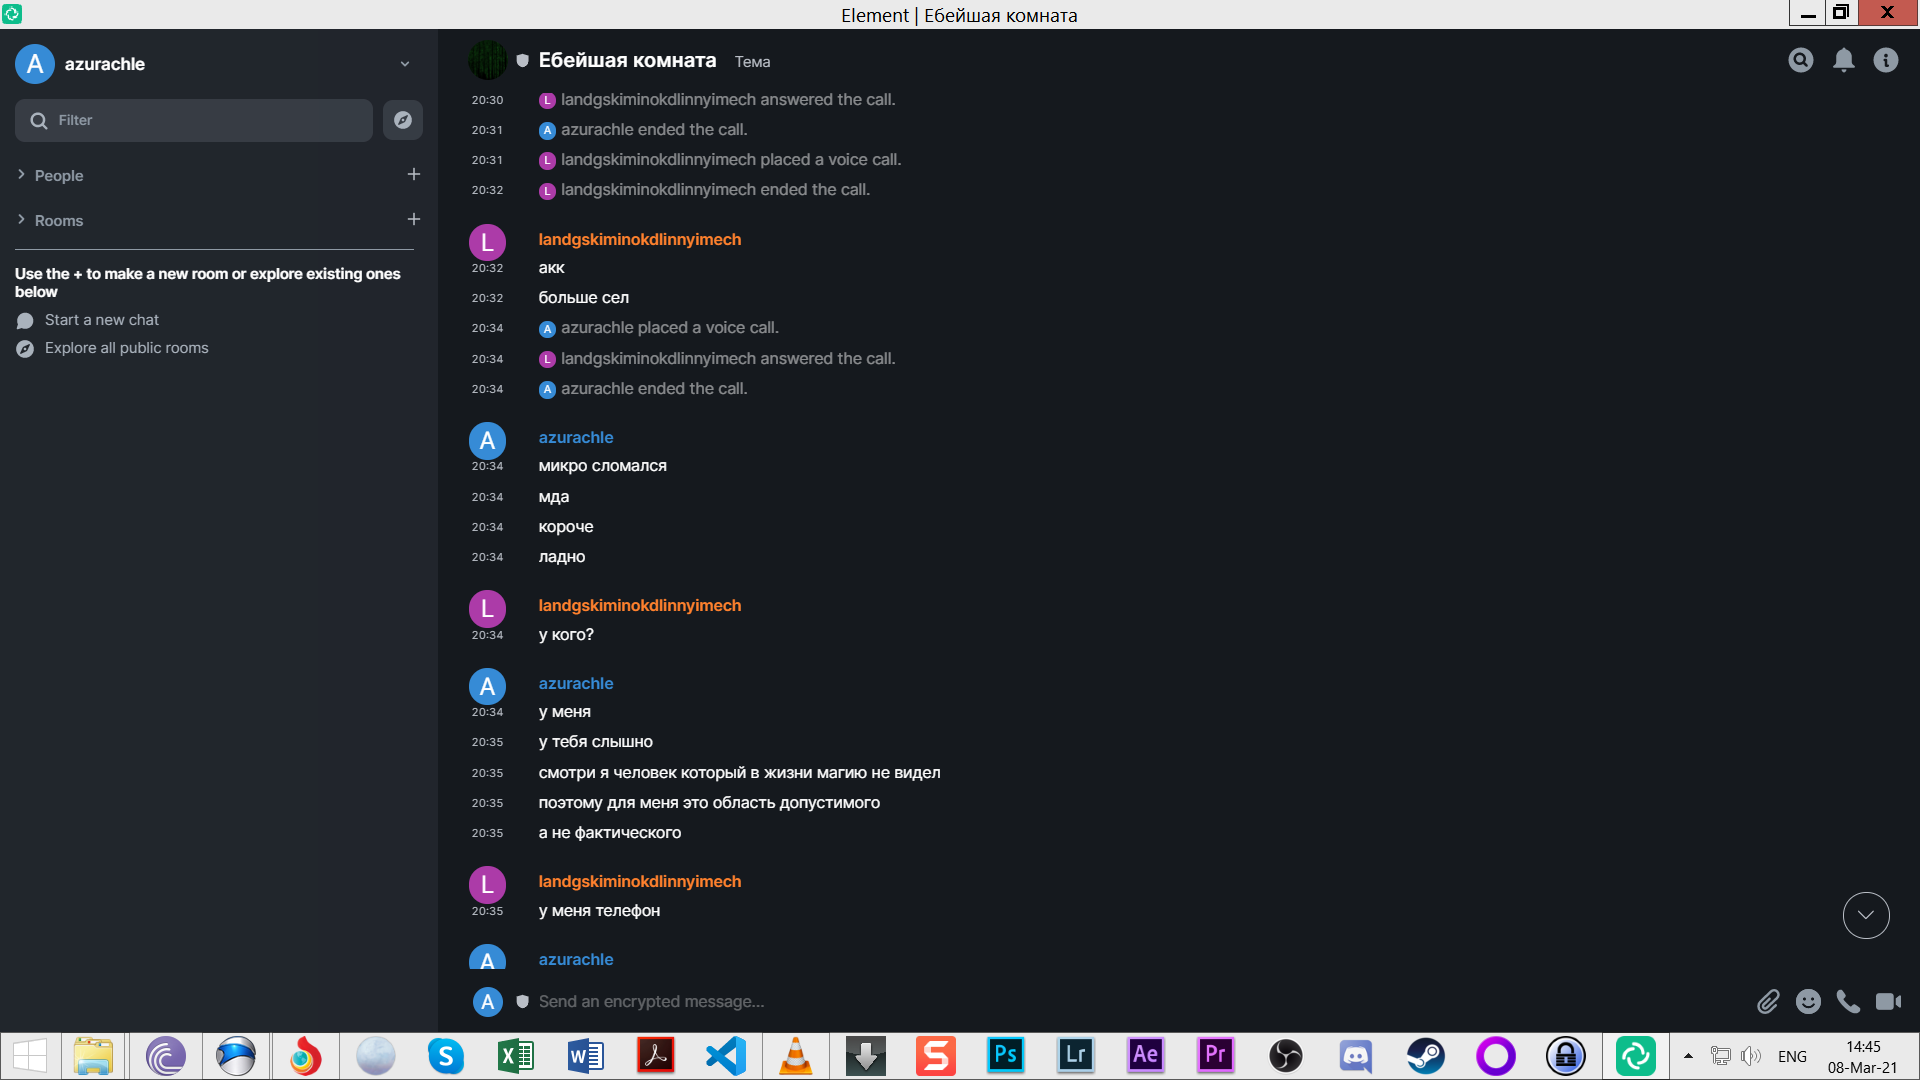 Element | Ебейшая комната
A azurachle
Filter
People
Rooms
Use the + to make a new room or explore existing ones
below
Start a new chat
Explore all public rooms
Ебейшая комната Тема
20:30 L landgskiminokdlinnyimech answered the call.
20:31 A azurachle ended the call.
20:31 L landgskiminokdlinnyimech placed a voice call.
20:32 L landgskiminokdlinnyimech ended the call.
L landgskiminokdlinnyimech
20:32 акк
20:32 больше сел
20:34 A azurachle placed a voice call.
20:34 L landgskiminokdlinnyimech answered the call.
20:34 A azurachle ended the call.
A azurachle
20:34 микро сломался
20:34 мда
20:34 короче
20:34 ладно
L landgskiminokdlinnyimech
20:34 у кого?
A azurachle
20:34 у меня
20:35 у тебя слышно
20:35 смотри я человек который в жизни магию не видел
20:35 поэтому для меня это область допустимого
20:35 а не фактического
L landgskiminokdlinnyimech
20:35 у меня телефон
A azurachle
A Send an encrypted message...
S X W S Ps Lr Ae Pr ENG 14:45
08-Mar-21